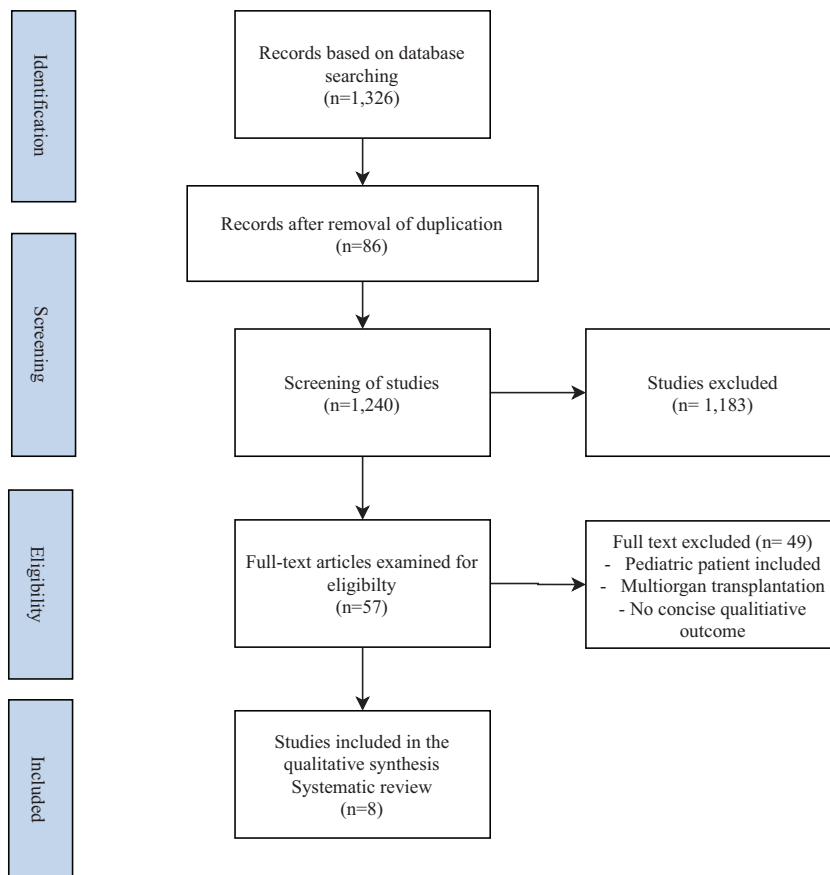 Identification
Records based on database
searching
(n=1,326)
Records after removal of duplication
(n=86)
Screening
Screening of studies
(n=1,240)
Studies excluded
(n= 1,183)
Eligibility
Full-text articles examined for
eligibilty
(n=57)
Full text excluded (n= 49)
- Pediatric patient included
- Multiorgan transplantation
- No concise qualitiative
outcome
Included
Studies included in the
qualitative synthesis
Systematic review
(n=8)